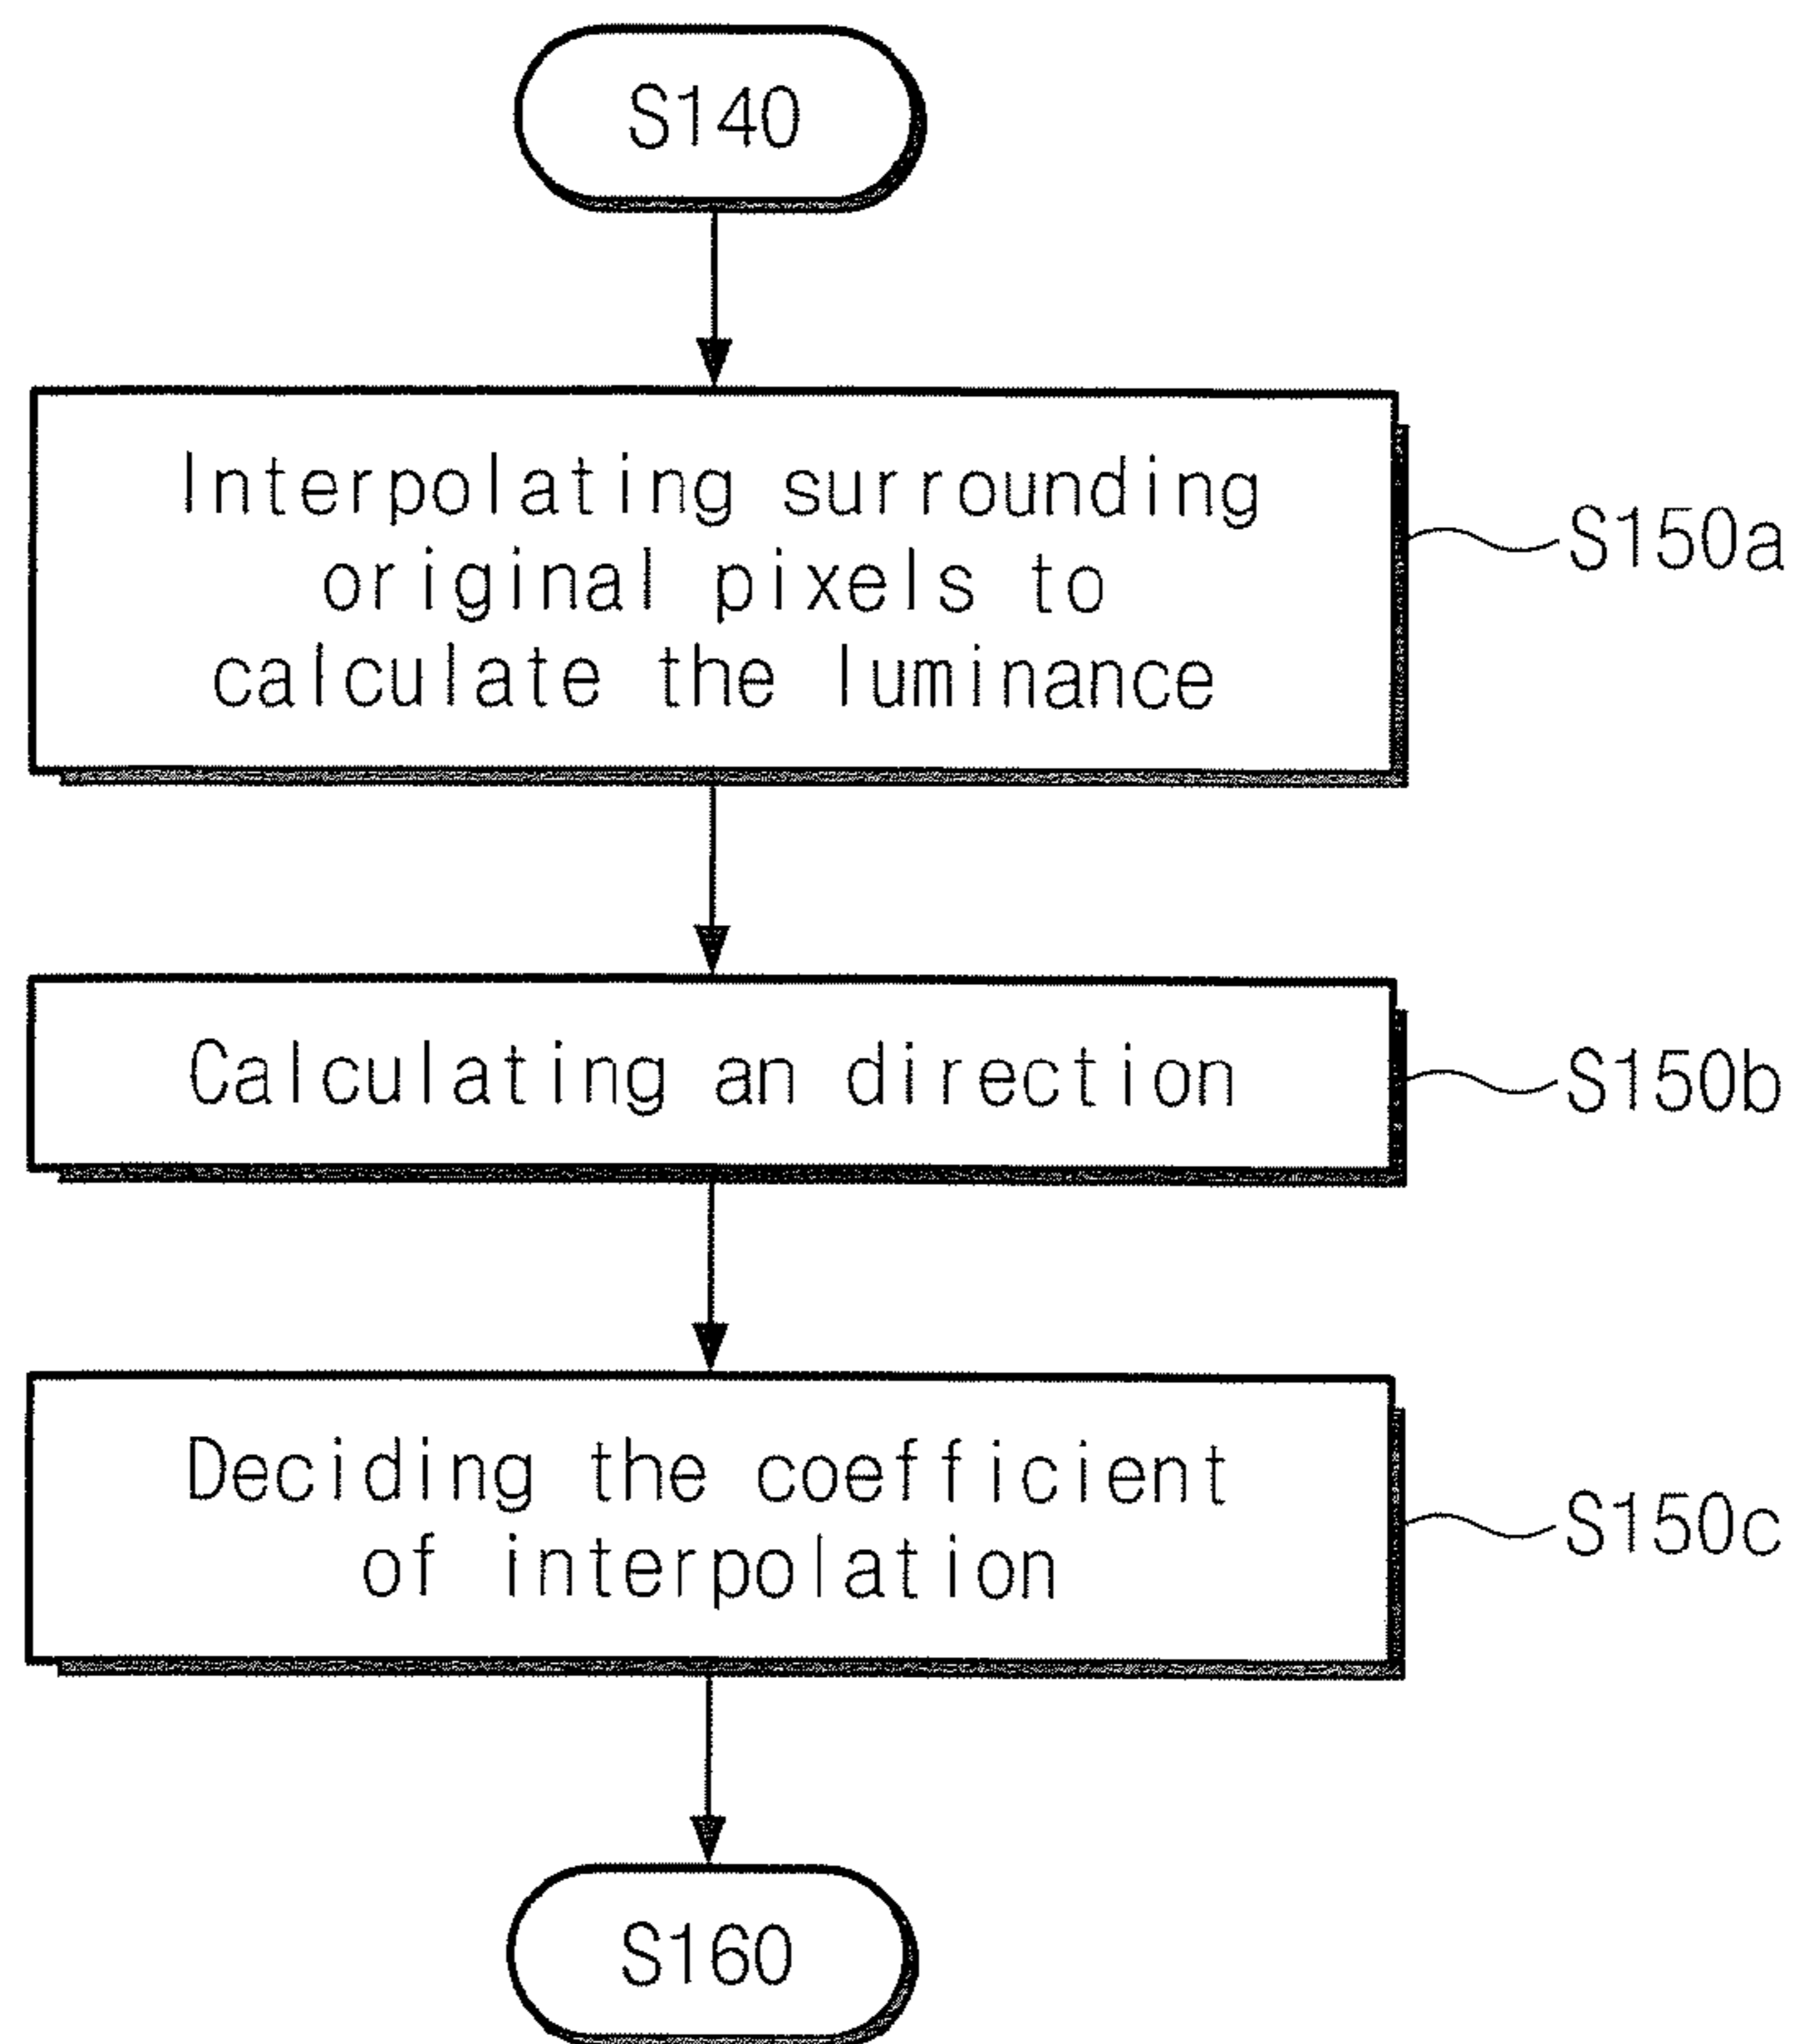 S140
Interpolating surrounding
original pixels to
calculate the luminance
S150a
Calculating an direction
S150b
Deciding the coefficient
of interpolation
S150c
S160